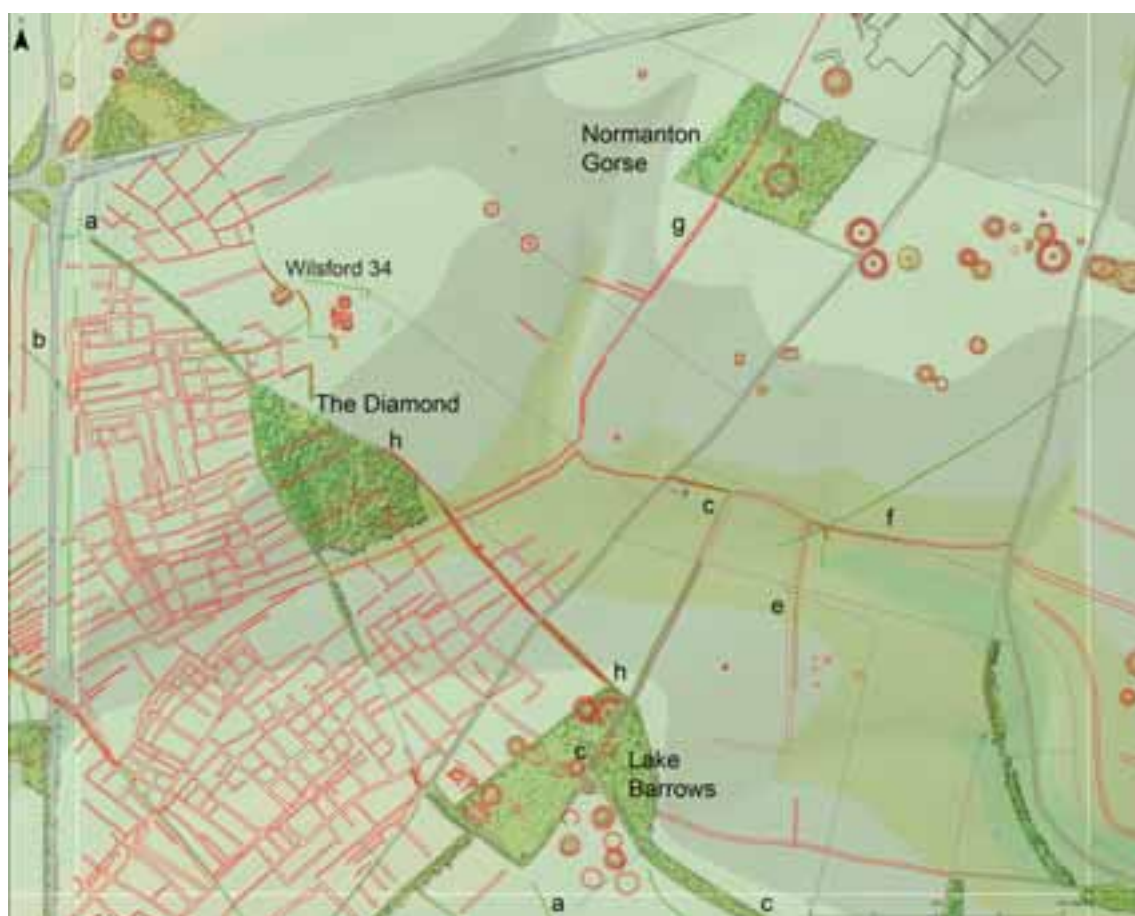 Normanton
Gorse
a
g
Wilsford 34
b
The Diamond
h
c
f
e
h
c
Lake
Barrows
a
c